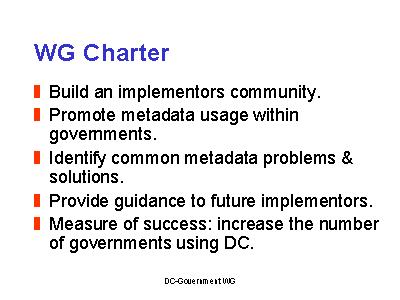 WG Charter
Build an implementors community.
Promote metadata usage within
governments.
Identify common metadata problems &
solutions.
Provide guidance to future implementors.
Measure of success: increase the number
of governments using DC.
DC-Government WG